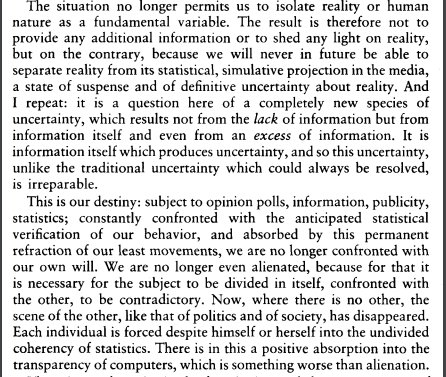 The situation no longer permits us to isolate reality or human
nature as a fundamental variable. The result is therefore not to
provide any additional information or to shed any light on reality,
but on the contrary, because we will never in future be able to
separate reality from its statistical, simulative projection in the media,
a state of suspense and of definitive uncertainty about reality. And
I repeat: it is a question here of a completely new species of
uncertainty, which results not from the lack of information but from
information itself and even from an excess of information. It is
information itself which produces uncertainty, and so this uncertainty,
unlike the traditional uncertainty which could always be resolved,
is irreparable.
This is our destiny: subject to opinion polls, information, publicity,
statistics; constantly confronted with the anticipated statistical
verification of our behavior, and absorbed by this permanent
refraction of our least movements, we are no longer confronted with
our own will. We are no longer even alienated, because for that it
is necessary for the subject to be divided in itself, confronted with
the other, to be contradictory. Now, where there is no other, the
scene of the other, like that of politics and of society, has disappeared.
Each individual is forced despite himself or herself into the undivided
coherency of statistics. There is in this a positive absorption into the
transparency of computers, which is something worse than alienation.